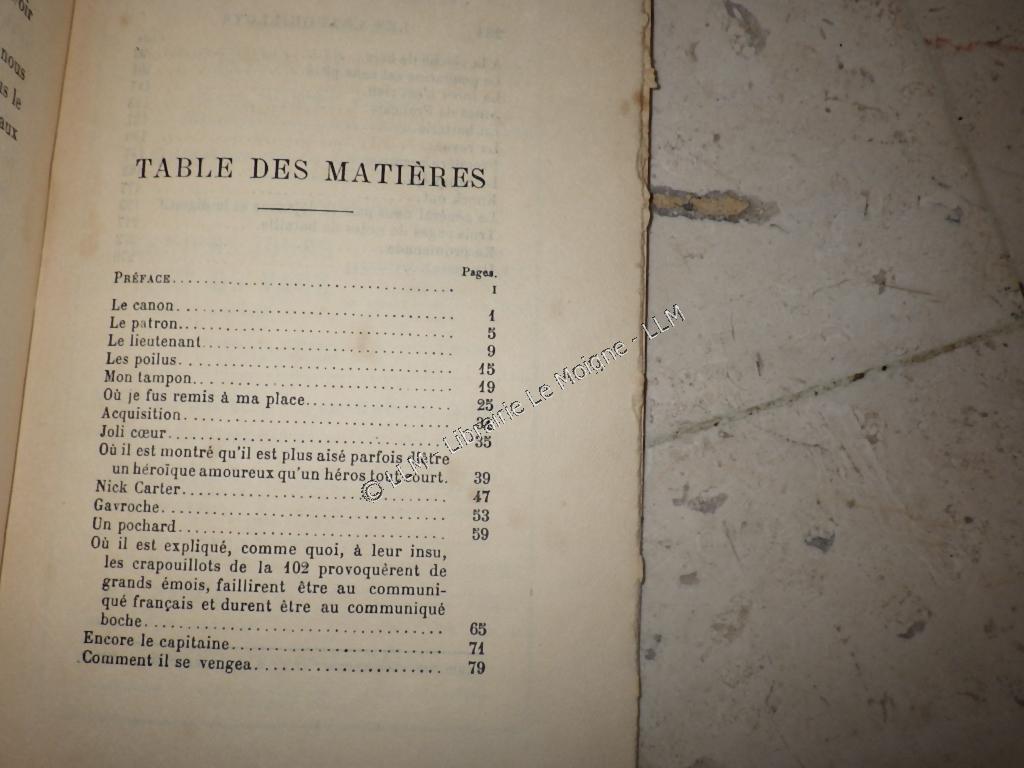 oir
nous
s le
aux
TABLE DES MATIÈRES
Pages.
PRÉFACE. I
Le canon. 1
Le patron. 5
Le lieutenant. 9
Les poilus. 15
Mon tampon. 19
Où je fus remis à ma place. 25
Acquisition.
Joli cœur. 35
Où il est montré qu'il est plus aisé parfois d'être
un héroïque amoureux qu'un héros tout court. 39
Nick Carter. 47
Gavroche. 53
Un pochard. 59
Où il est expliqué, comme quoi, à leur insu,
les crapouillots de la 102 provoquèrent de
grands émois, faillirent être au communi-
qué français et durent être au communiqué
boche. 65
Encore le capitaine. 71
Comment il se vengea. 79
© LLM - Librairie Le Moigne - LLM